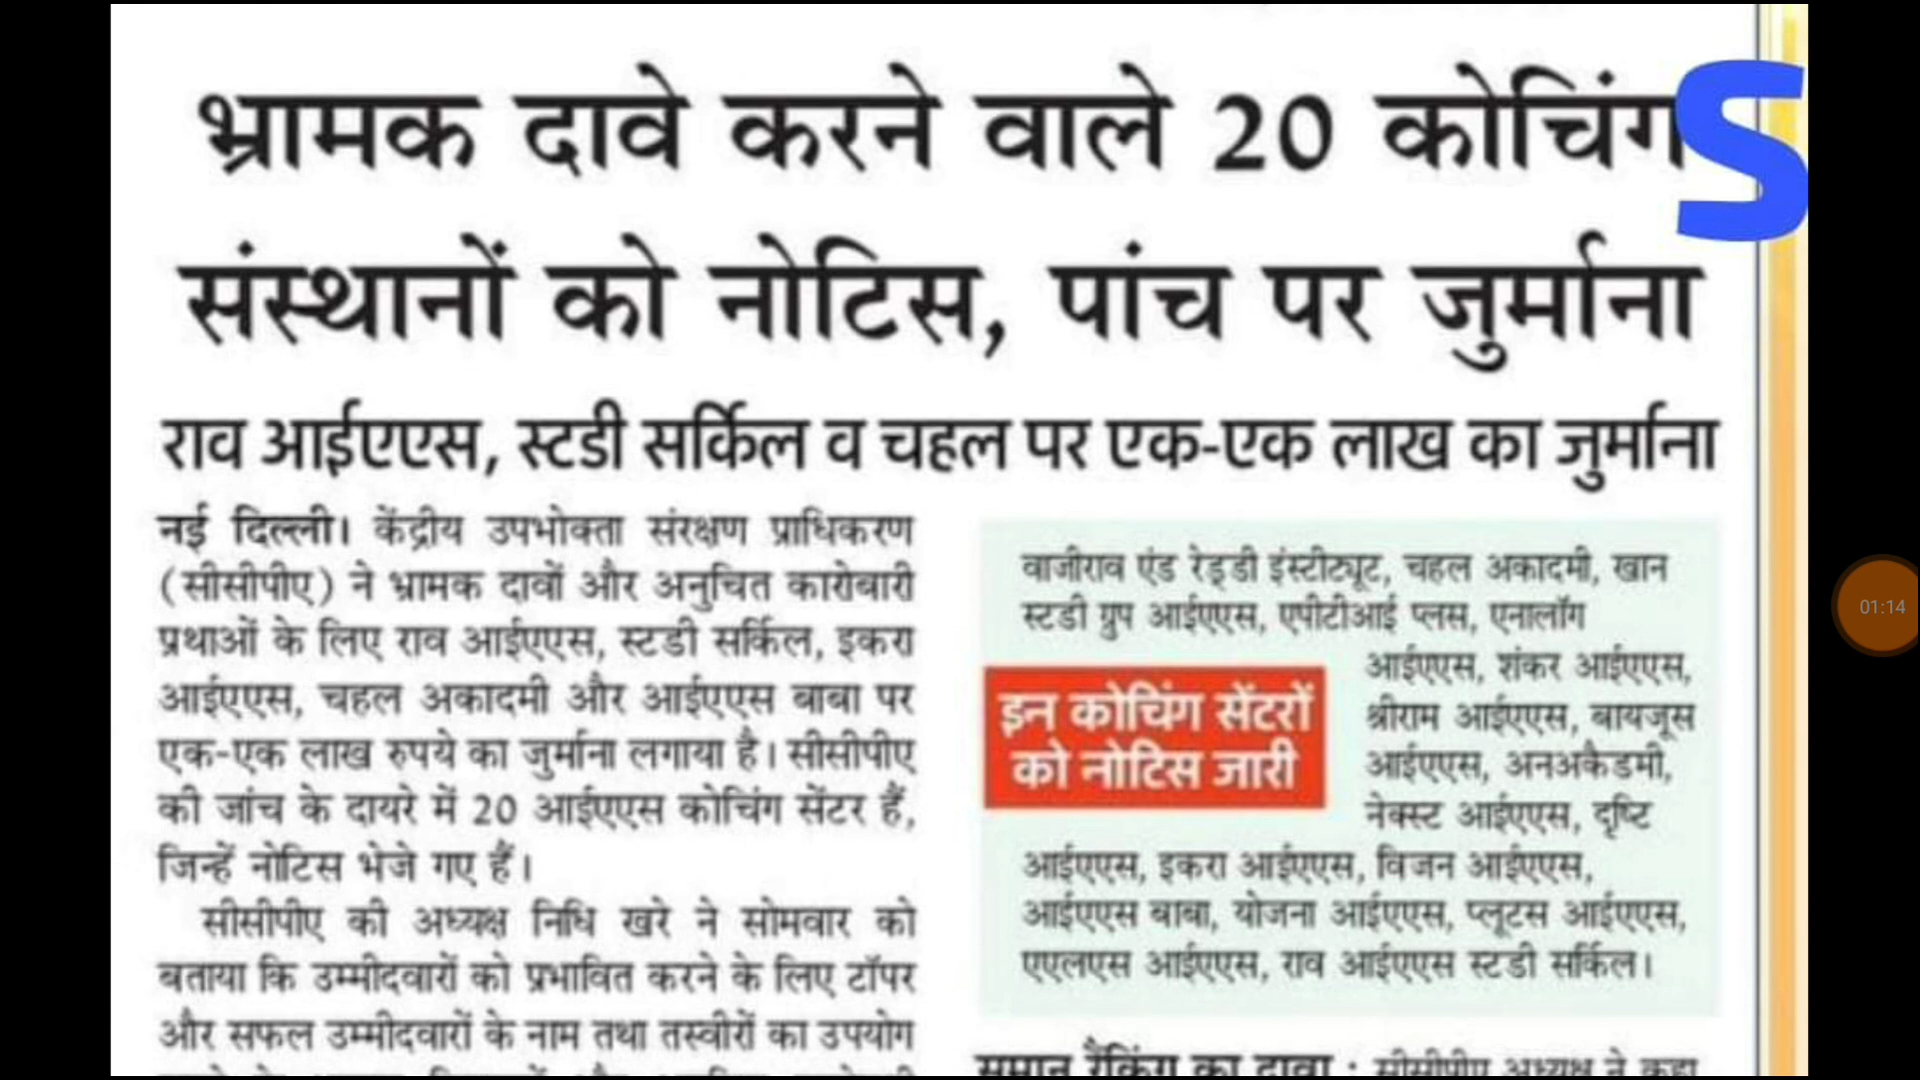 भ्रामक दावे करने वाले 20 कोचिंग
S
संस्थानों को नोटिस, पांच पर जुर्माना
राव आईएएस, स्टडी सर्किल व चहल पर एक-एक लाख का जुर्माना
नई दिल्ली। केंद्रीय उपभोक्ता संरक्षण प्राधिकरण
(सीसीपीए) ने भ्रामक दावों और अनुचित कारोबारी
प्रथाओं के लिए राव आईएएस, स्टडी सर्किल, इकरा
आईएएस, चहल अकादमी और आईएएस बाबा पर
एक-एक लाख रुपये का जुर्माना लगाया है। सीसीपीए
की जांच के दायरे में 20 आईएएस कोचिंग सेंटर हैं,
जिन्हें नोटिस भेजे गए हैं।
सीसीपीए की अध्यक्ष निधि खरे ने सोमवार को
बताया कि उम्मीदवारों को प्रभावित करने के लिए टॉपर
और सफल उम्मीदवारों के नाम तथा तस्वीरों का उपयोग
वाजीराव एंड रेड्डी इंस्टीट्यूट, चहल अकादमी, खान
स्टडी ग्रुप आईएएस, एपीटीआई प्लस, एनालॉग
आईएएस, शंकर आईएएस,
श्रीराम आईएएस, बायजूस
आईएएस, अनअकैडमी,
नेक्स्ट आईएएस, दृष्टि
इन कोचिंग सेंटरों
को नोटिस जारी
आईएएस, इकरा आईएएस, विजन आईएएस,
आईएएस बाबा, योजना आईएएस, प्लूटस आईएएस,
एएलएस आईएएस, राव आईएएस स्टडी सर्किल।
समान रैंकिंग का दावा : सीसीपीए अध्यक्ष ने कहा
01:14